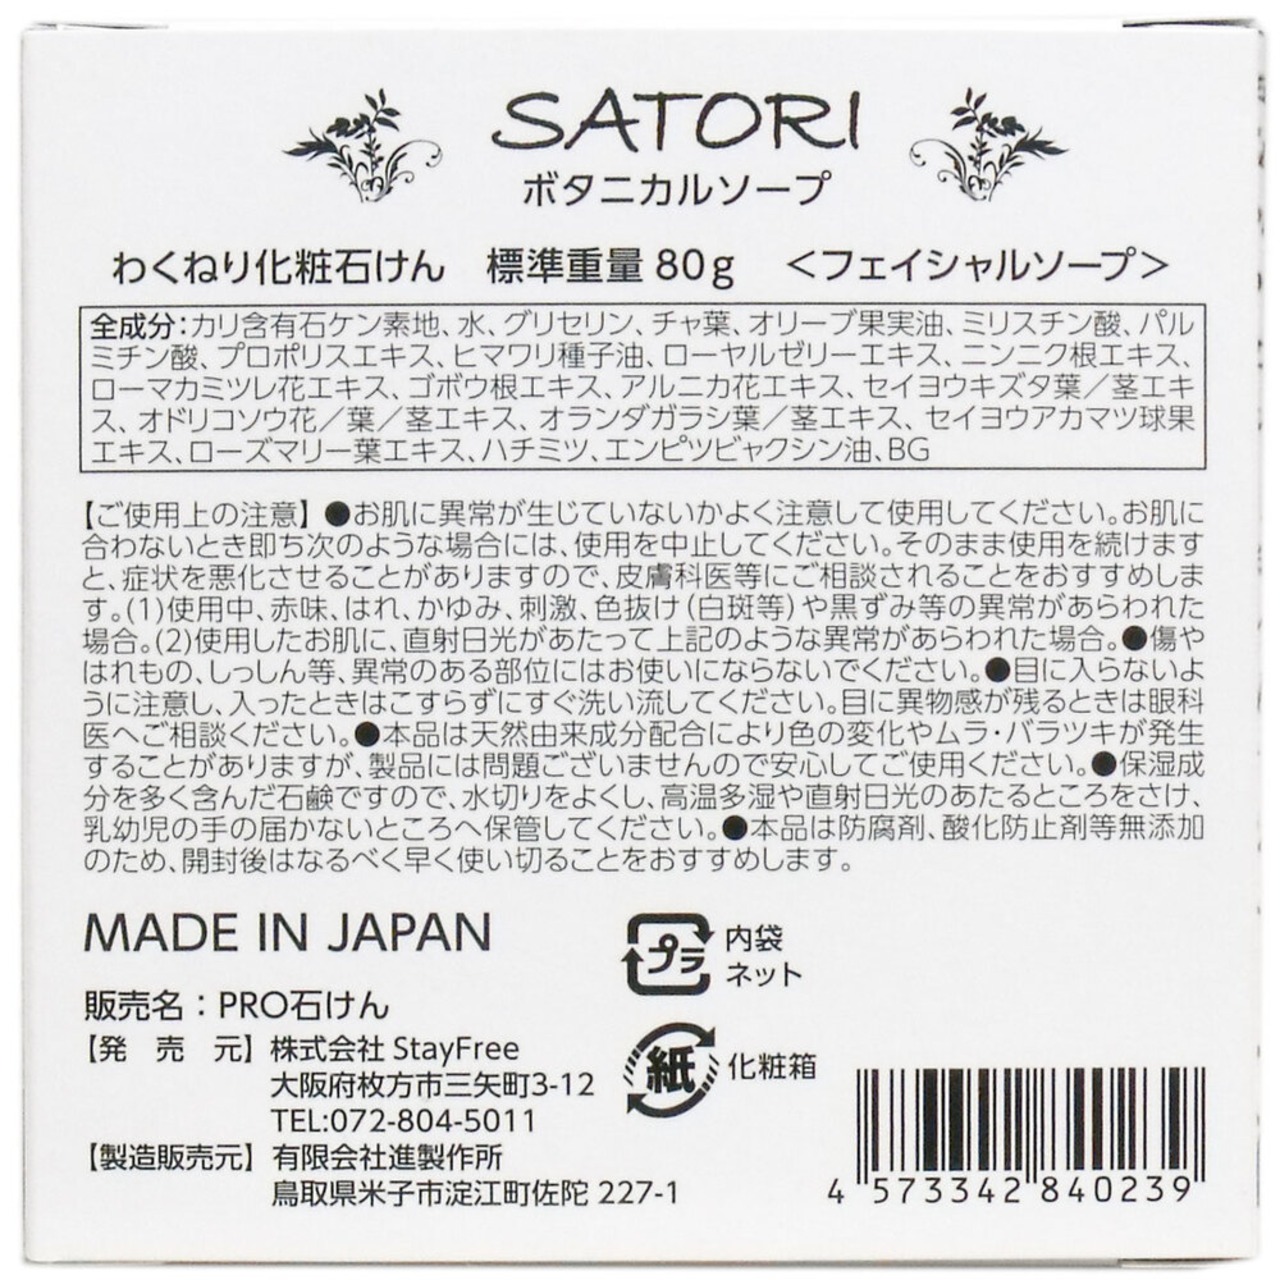 SATORI
ボタニカルソープ
わくねり化粧石けん 標準重量 80g ＜フェイシャルソープ＞
全成分：カリ含有石ケン素地、水、グリセリン、チャ葉、オリーブ果実油、ミリスチン酸、パル
ミチン酸、プロポリスエキス、ヒマワリ種子油、ローヤルゼリーエキス、ニンニク根エキス、
ローマカミツレ花エキス、ゴボウ根エキス、アルニカ花エキス、セイヨウキズタ葉／茎エキ
ス、オドリコソウ花／葉／茎エキス、オランダガラシ葉／茎エキス、セイヨウアカマツ球果
エキス、ローズマリー葉エキス、ハチミツ、エンピツビャクシン油、BG
【ご使用上の注意】●お肌に異常が生じていないかよく注意して使用してください。お肌に
合わないとき即ち次のような場合には、使用を中止してください。そのまま使用を続けます
と、症状を悪化させることがありますので、皮膚科医等にご相談されることをおすすめしま
す。(1)使用中、赤味、はれ、かゆみ、刺激、色抜け(白斑等)や黒ずみ等の異常があらわれた
場合。(2)使用したお肌に、直射日光があたって上記のような異常があらわれた場合。●傷や
はれもの、しっしん等、異常のある部位にはお使いにならないでください。●目に入らないよ
うに注意し、入ったときはこすらずにすぐ洗い流してください。目に異物感が残るときは眼科
医へご相談ください。●本品は天然由来成分配合により色の変化やムラ・バラツキが発生
することがありますが、製品には問題ございませんので安心してご使用ください。●保湿成
分を多く含んだ石鹸ですので、水切りをよくし、高温多湿や直射日光のあたるところをさけ、
乳幼児の手の届かないところへ保管してください。●本品は防腐剤、酸化防止剤等無添加
のため、開封後はなるべく早く使い切ることをおすすめします。
MADE IN JAPAN
プラ 内袋
ネット
販売名：PRO石けん
【発 売 元】株式会社 StayFree
大阪府枚方市三矢町3-12
TEL:072-804-5011
紙 化粧箱
【製造販売元】有限会社進製作所
鳥取県米子市淀江町佐陀 227-1
4 573342 840239